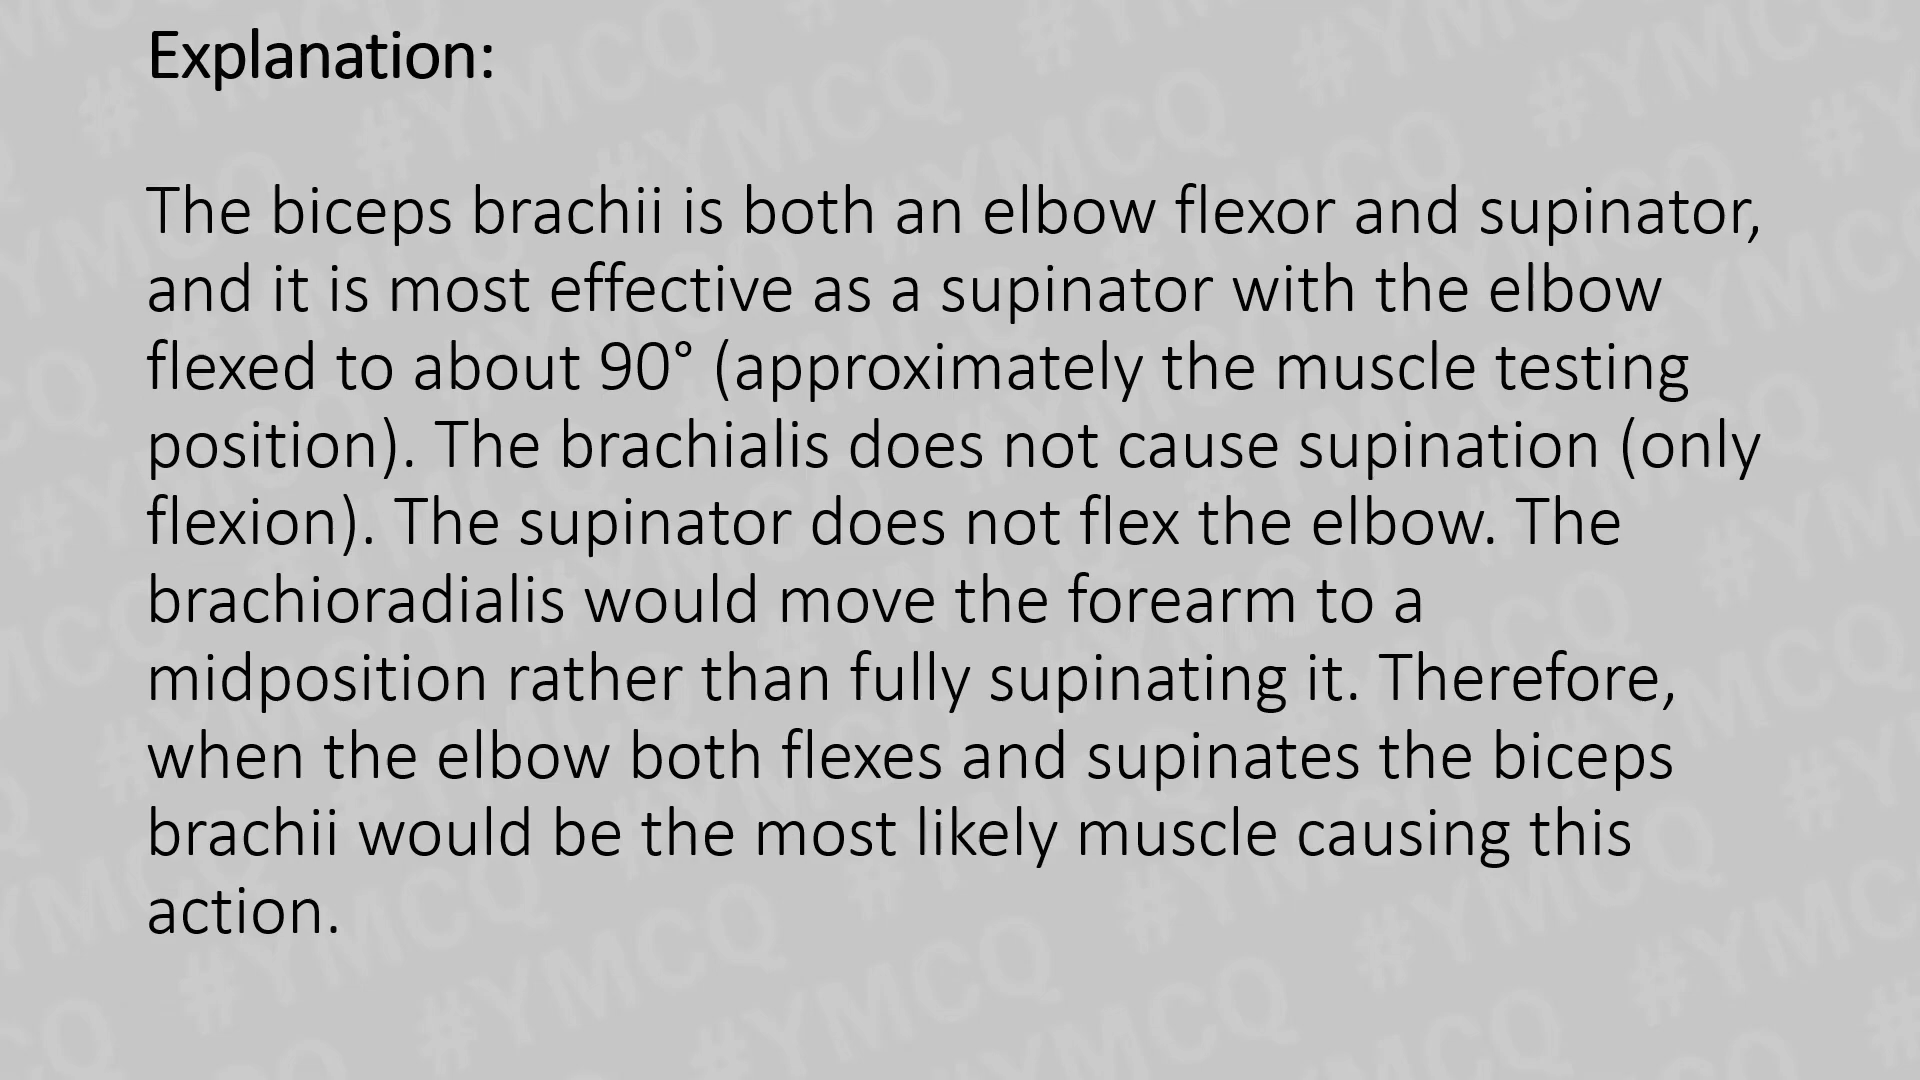 Explanation:
The biceps brachii is both an elbow flexor and supinator,
and it is most effective as a supinator with the elbow
flexed to about 90° (approximately the muscle testing
position). The brachialis does not cause supination (only
flexion). The supinator does not flex the elbow. The
brachioradialis would move the forearm to a
midposition rather than fully supinating it. Therefore,
when the elbow both flexes and supinates the biceps
brachii would be the most likely muscle causing this
action.
#YMCQ